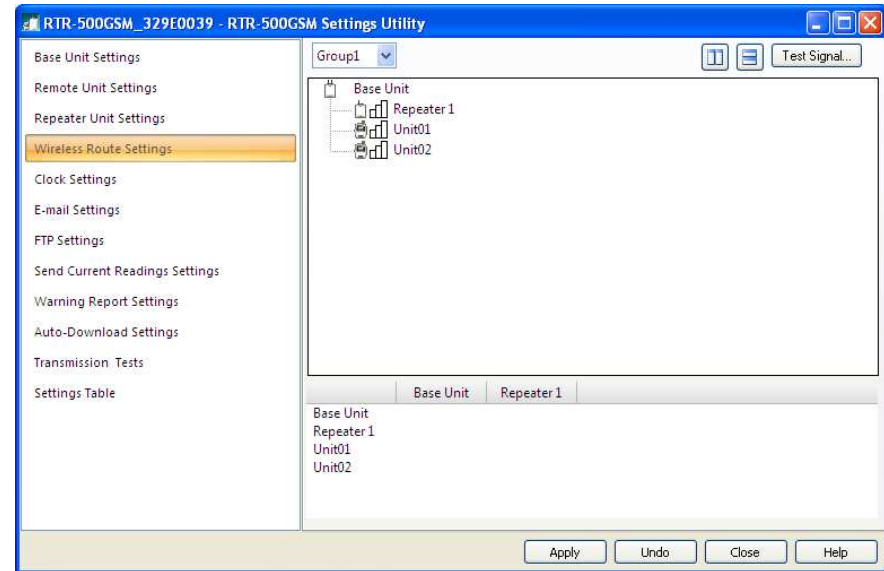 RTR-500GSM_329E0039 - RTR-500GSM Settings Utility
Base Unit Settings
Remote Unit Settings
Repeater Unit Settings
Wireless Route Settings
Clock Settings
E-mail Settings
FTP Settings
Send Current Readings Settings
Warning Report Settings
Auto-Download Settings
Transmission Tests
Settings Table
Group1
Test Signal...
Base Unit
Repeater 1
Unit01
Unit02
Base Unit Repeater 1
Base Unit
Repeater 1
Unit01
Unit02
Apply Undo Close Help